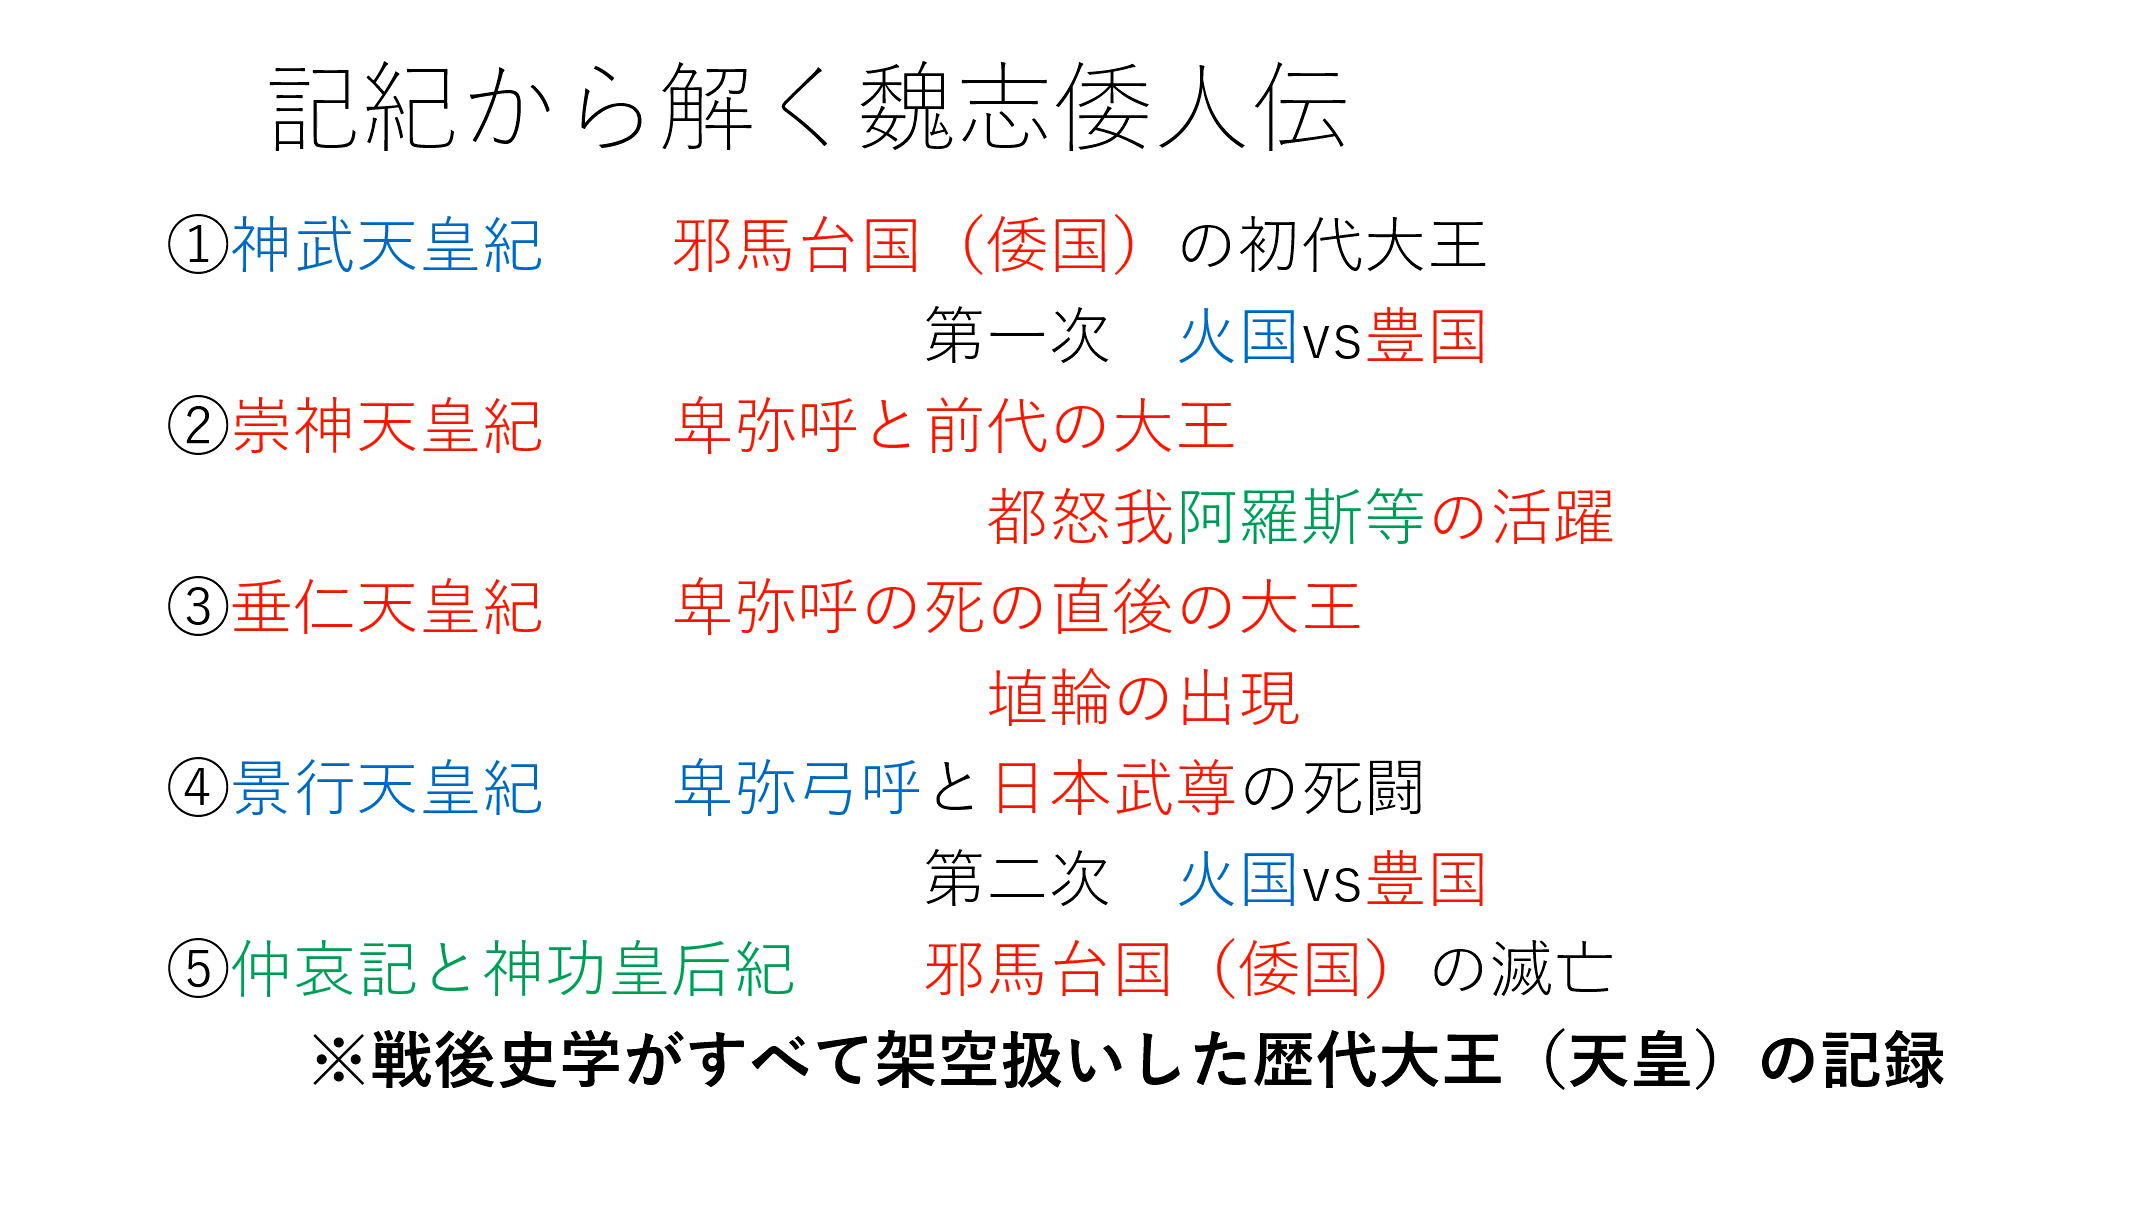 記紀から解く魏志倭人伝
①神武天皇紀　　邪馬台国（倭国）の初代大王
第一次　火国vs豊国
②崇神天皇紀　　卑弥呼と前代の大王
都怒我阿羅斯等の活躍
③垂仁天皇紀　　卑弥呼の死の直後の大王
埴輪の出現
④景行天皇紀　　卑弥弓呼と日本武尊の死闘
第二次　火国vs豊国
⑤仲哀記と神功皇后紀　　邪馬台国（倭国）の滅亡
※戦後史学がすべて架空扱いした歴代大王（天皇）の記録